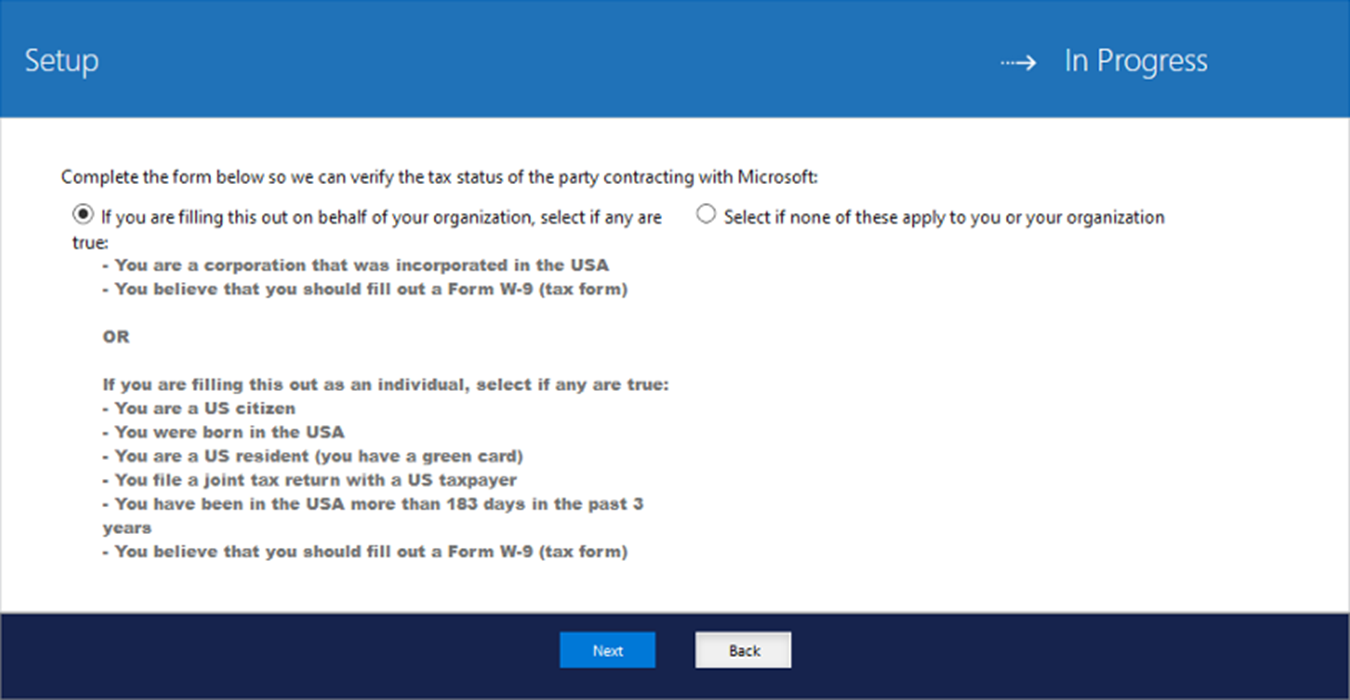 Setup
In Progress
Complete the form below so we can verify the tax status of the party contracting with Microsoft:
If you are filling this out on behalf of your organization, select if any are
true:
- You are a corporation that was incorporated in the USA
- You believe that you should fill out a Form W-9 (tax form)
OR
If you are filling this out as an individual, select if any are true:
- You are a US citizen
- You were born in the USA
- You are a US resident (you have a green card)
- You file a joint tax return with a US taxpayer
- You have been in the USA more than 183 days in the past 3
years
- You believe that you should fill out a Form W-9 (tax form)
Select if none of these apply to you or your organization
Next
Back